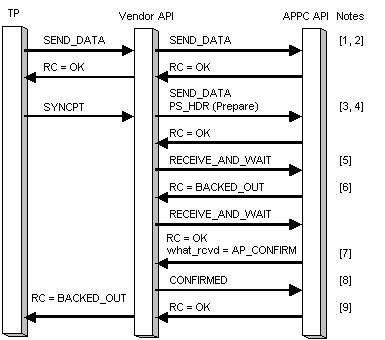 TP Vendor API APPC API Notes
SEND_DATA SEND_DATA [1, 2]
RC = OK RC = OK
SEND_DATA
SYNCPT PS_HDR (Prepare) [3, 4]
RC = OK
RECEIVE_AND_WAIT [5]
RC = BACKED_OUT [6]
RECEIVE_AND_WAIT
RC = OK
what_rcvd = AP_CONFIRM [7]
CONFIRMED [8]
RC = BACKED_OUT RC = OK [9]